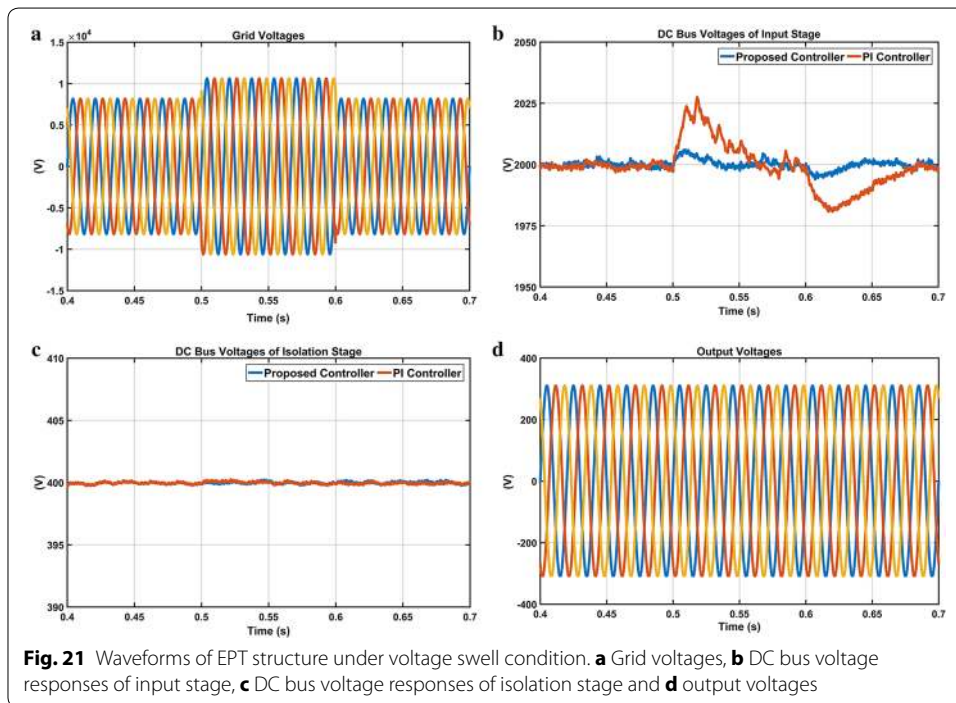 a
Grid Voltages
1.5 ×10⁴
1
0.5
0
-0.5
-1
-1.5
(V)
0.4 0.45 0.5 0.55 0.6 0.65 0.7
Time (s)
b
DC Bus Voltages of Input Stage
Proposed Controller PI Controller
2050
2025
2000
1975
1950
(V)
0.4 0.45 0.5 0.55 0.6 0.65 0.7
Time (s)
c
DC Bus Voltages of Isolation Stage
Proposed Controller PI Controller
410
405
400
395
390
(V)
0.4 0.45 0.5 0.55 0.6 0.65 0.7
Time (s)
d
Output Voltages
400
200
0
-200
-400
(V)
0.4 0.45 0.5 0.55 0.6 0.65 0.7
Time (s)
Fig. 21 Waveforms of EPT structure under voltage swell condition. a Grid voltages, b DC bus voltage
responses of input stage, c DC bus voltage responses of isolation stage and d output voltages